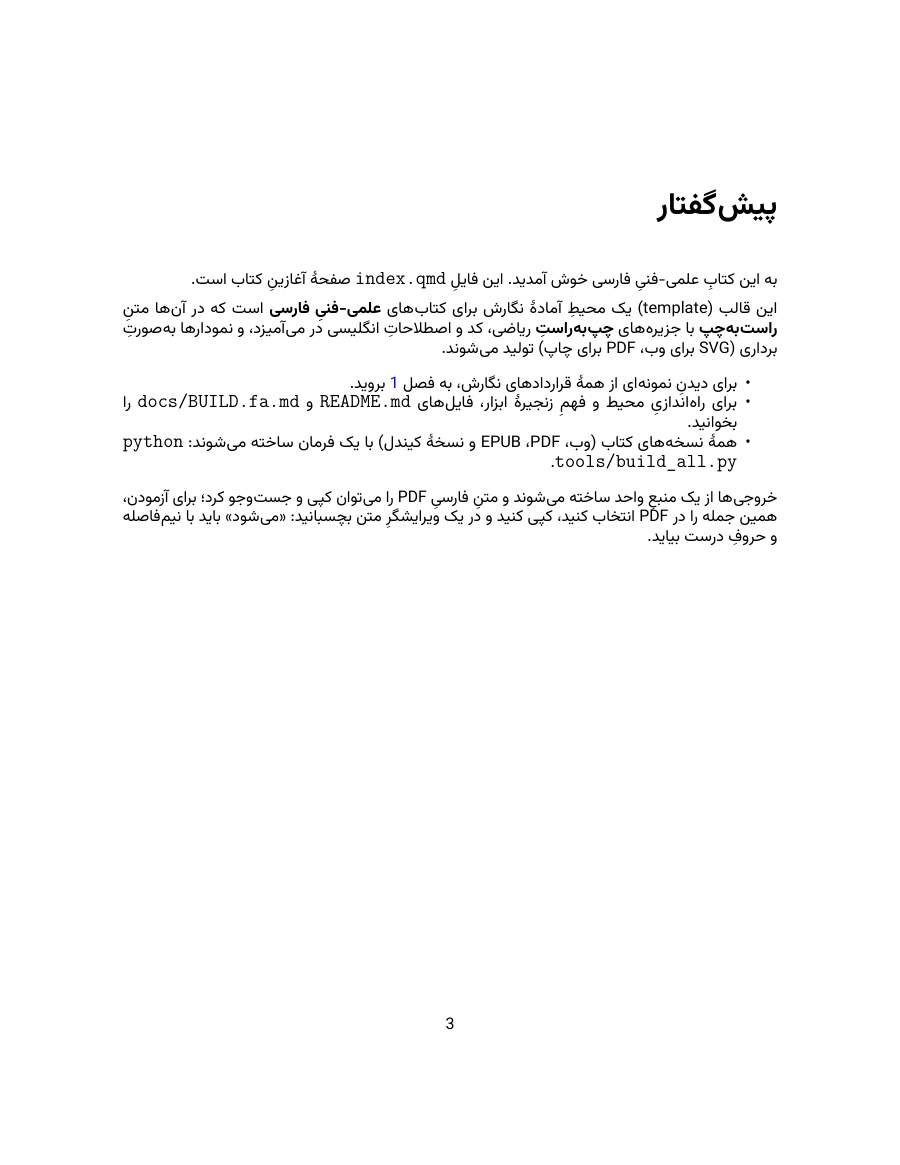 پیش‌گفتار
به این کتابِ علمی-فنیِ فارسی خوش آمدید. این فایلِ index.qmd صفحهٔ آغازینِ کتاب است.
این قالب (template) یک محیطِ آمادهٔ نگارش برای کتاب‌های علمی-فنیِ فارسی است که در آن‌ها متنِ
راست‌به‌چپ با جزیره‌های چپ‌به‌راستِ ریاضی، کد و اصطلاحاتِ انگلیسی در می‌آمیزد، و نمودارها به‌صورتِ
برداری (SVG برای وب، PDF برای چاپ) تولید می‌شوند.
• برای دیدنِ نمونه‌ای از همهٔ قراردادهای نگارش، به فصل 1 بروید.
• برای راه‌اندازیِ محیط و فهمِ زنجیرهٔ ابزار، فایل‌های README.md و docs/BUILD.fa.md را
بخوانید.
• همهٔ نسخه‌های کتاب (وب، PDF، EPUB و نسخهٔ کیندل) با یک فرمان ساخته می‌شوند: python
tools/build_all.py.
خروجی‌ها از یک منبعِ واحد ساخته می‌شوند و متنِ فارسیِ PDF را می‌توان کپی و جست‌وجو کرد؛ برای آزمودن،
همین جمله را در PDF انتخاب کنید، کپی کنید و در یک ویرایشگرِ متن بچسبانید: «می‌شود» باید با نیم‌فاصله
و حروفِ درست بیاید.
3